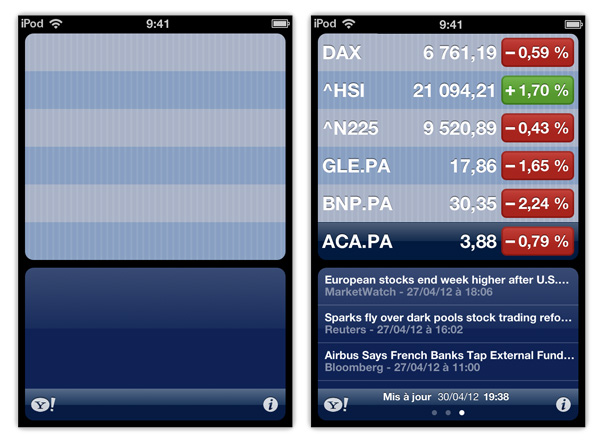 iPod 9:41
Y!
iPod 9:41
DAX 6 761,19 − 0,59 %
^HSI 21 094,21 + 1,70 %
^N225 9 520,89 − 0,43 %
GLE.PA 17,86 − 1,65 %
BNP.PA 30,35 − 2,24 %
ACA.PA 3,88 − 0,79 %
European stocks end week higher after U.S....
MarketWatch - 27/04/12 à 18:06
Sparks fly over dark pools stock trading refo...
Reuters - 27/04/12 à 16:02
Airbus Says French Banks Tap External Fund...
Bloomberg - 27/04/12 à 11:00
Y! Mis à jour 30/04/12 19:38